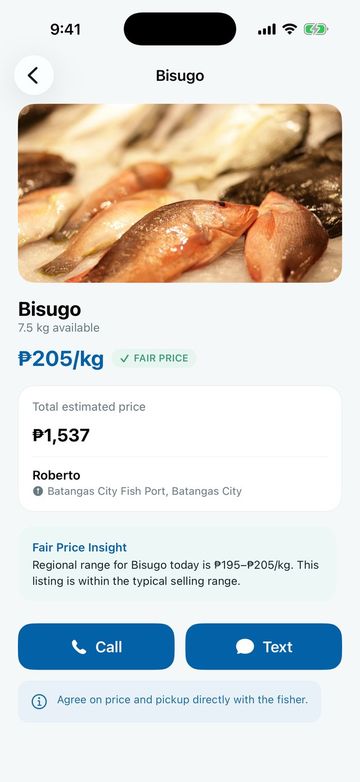 9:41
Bisugo
Bisugo
7.5 kg available
₱205/kg
FAIR PRICE
Total estimated price
₱1,537
Roberto
Batangas City Fish Port, Batangas City
Fair Price Insight
Regional range for Bisugo today is ₱195–₱205/kg. This
listing is within the typical selling range.
Call
Text
Agree on price and pickup directly with the fisher.